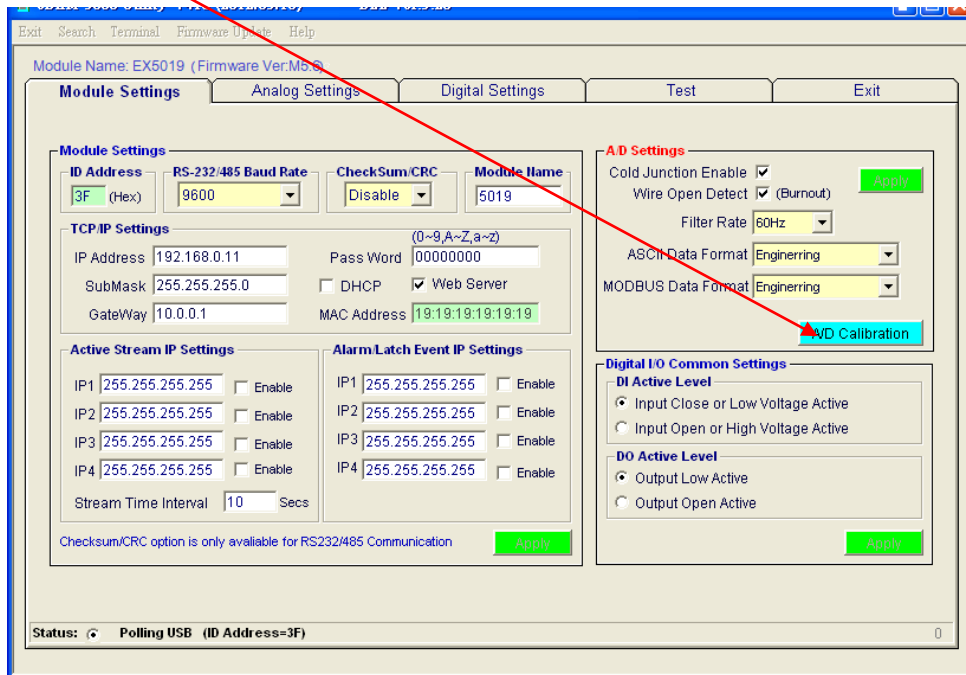 Exit Search Terminal Firmware Update Help
Module Name: EX5019 (Firmware Ver:M5.6)
Module Settings Analog Settings Digital Settings Test Exit
Module Settings
ID Address RS-232/485 Baud Rate CheckSum/CRC Module Name
3F (Hex) 9600 Disable 5019
TCP/IP Settings
(0~9,A~Z,a~z)
IP Address 192.168.0.11 Pass Word 00000000
SubMask 255.255.255.0 DHCP Web Server
GateWay 10.0.0.1 MAC Address 19:19:19:19:19:19
Active Stream IP Settings
IP1 255.255.255.255 Enable
IP2 255.255.255.255 Enable
IP3 255.255.255.255 Enable
IP4 255.255.255.255 Enable
Stream Time Interval 10 Secs
Alarm/Latch Event IP Settings
IP1 255.255.255.255 Enable
IP2 255.255.255.255 Enable
IP3 255.255.255.255 Enable
IP4 255.255.255.255 Enable
Checksum/CRC option is only avaliable for RS232/485 Communication Apply
A/D Settings
Cold Junction Enable
Apply
Wire Open Detect (Burnout)
Filter Rate 60Hz
ASCII Data Format Enginerring
MODBUS Data Format Enginerring
A/D Calibration
Digital I/O Common Settings
DI Active Level
Input Close or Low Voltage Active
Input Open or High Voltage Active
DO Active Level
Output Low Active
Output Open Active
Apply
Status: Polling USB (ID Address=3F) 0